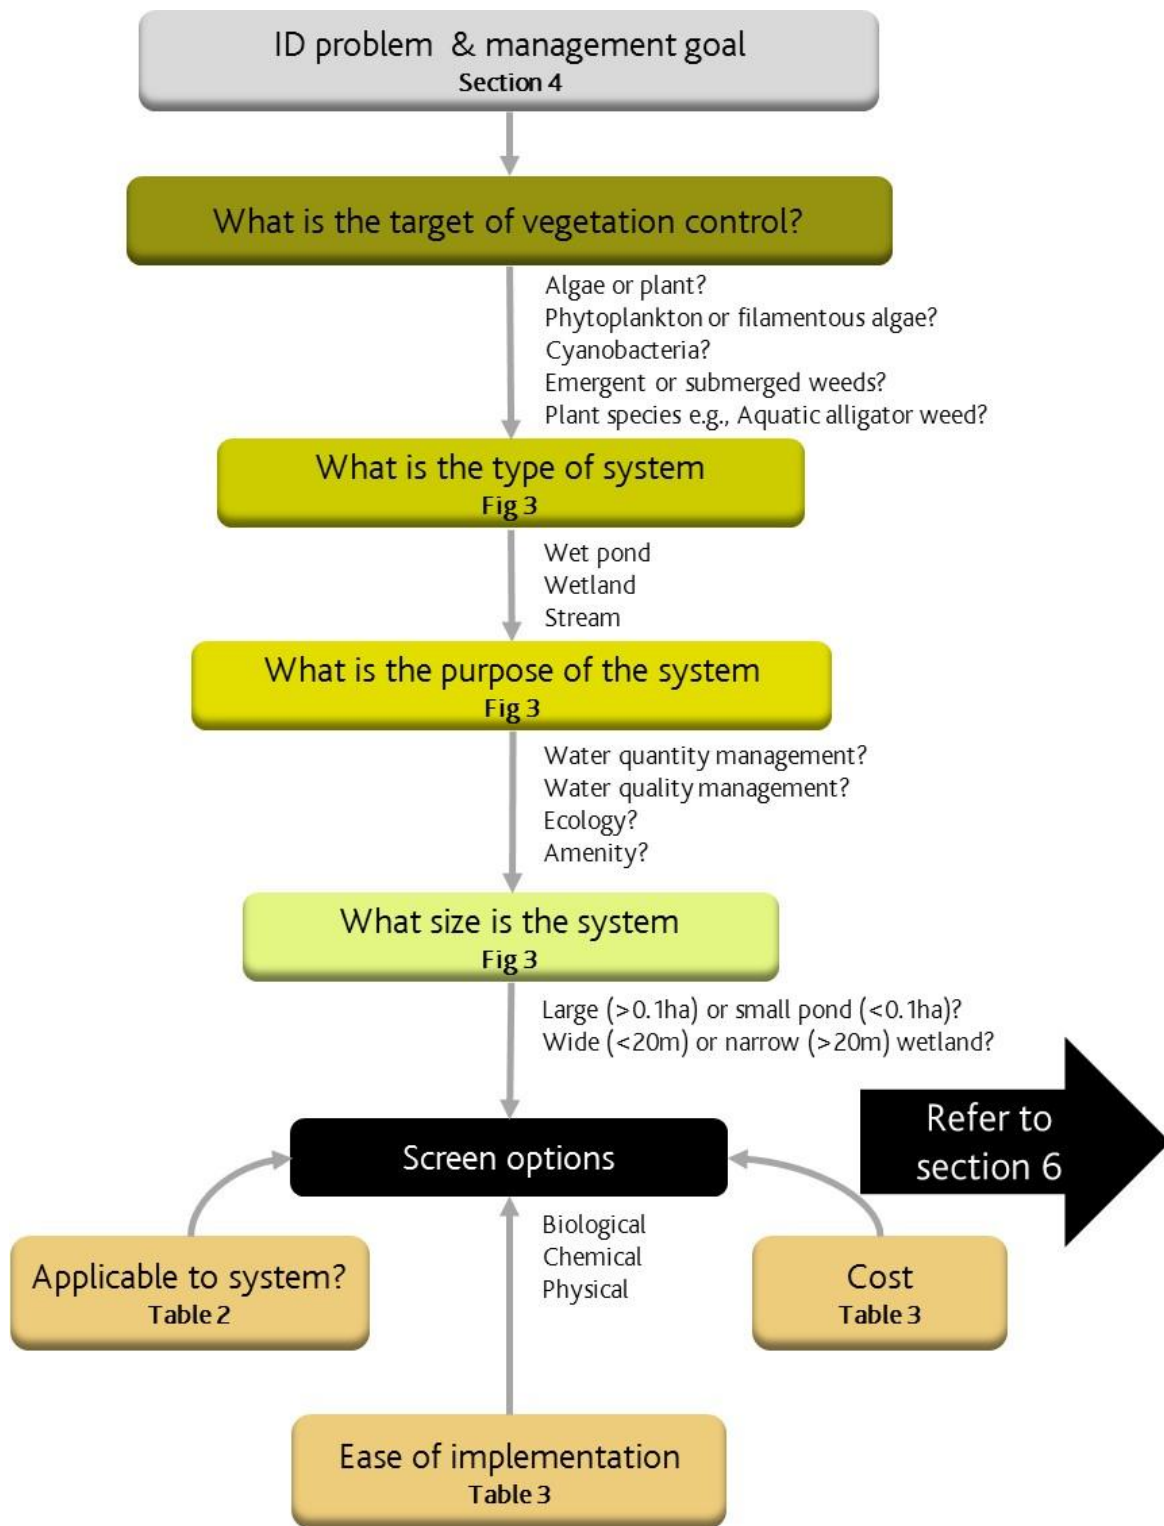 ID problem & management goal
Section 4
What is the target of vegetation control?
Algae or plant?
Phytoplankton or filamentous algae?
Cyanobacteria?
Emergent or submerged weeds?
Plant species e.g., Aquatic alligator weed?
What is the type of system
Fig 3
Wet pond
Wetland
Stream
What is the purpose of the system
Fig 3
Water quantity management?
Water quality management?
Ecology?
Amenity?
What size is the system
Fig 3
Large (>0.1ha) or small pond (<0.1ha)?
Wide (<20m) or narrow (>20m) wetland?
Screen options
Refer to
section 6
Biological
Chemical
Physical
Applicable to system?
Table 2
Cost
Table 3
Ease of implementation
Table 3